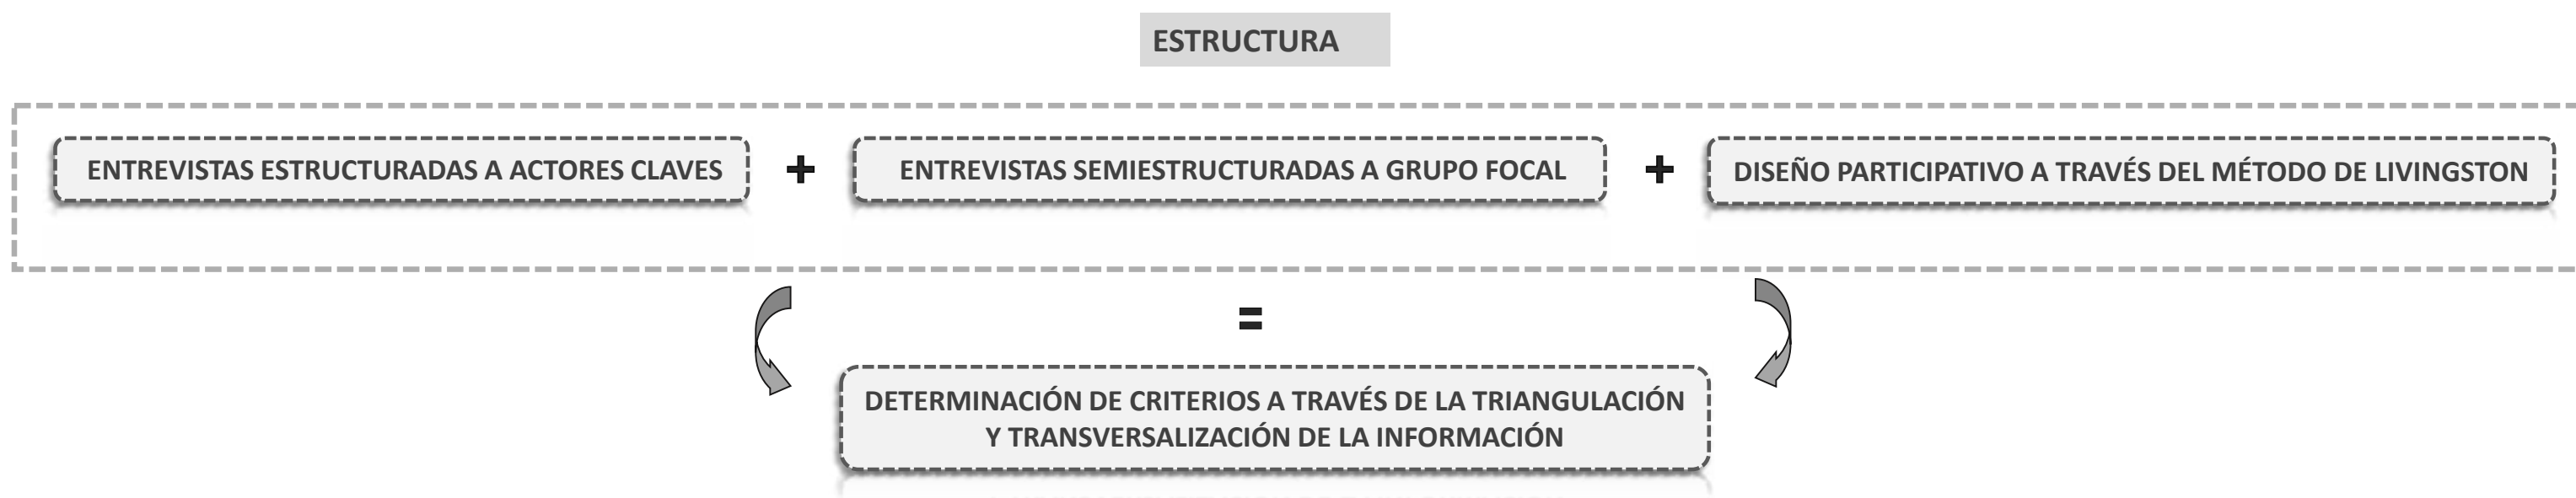 ESTRUCTURA
ENTREVISTAS ESTRUCTURADAS A ACTORES CLAVES
+
ENTREVISTAS SEMIESTRUCTURADAS A GRUPO FOCAL
+
DISEÑO PARTICIPATIVO A TRAVÉS DEL MÉTODO DE LIVINGSTON
=
DETERMINACIÓN DE CRITERIOS A TRAVÉS DE LA TRIANGULACIÓN
Y TRANSVERSALIZACIÓN DE LA INFORMACIÓN